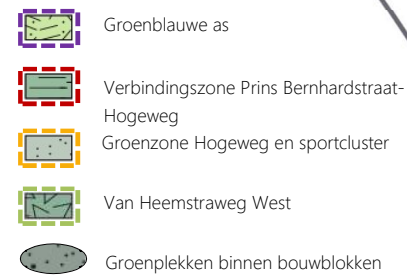 Groenblauwe as
Verbindingszone Prins Bernhardstraat-
Hogeweg
Groenzone Hogeweg en sportcluster
Van Heemstraweg West
Groenplekken binnen bouwblokken